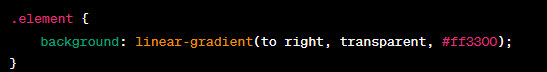 .element {
    background: linear-gradient(to right, transparent, #ff3300);
}